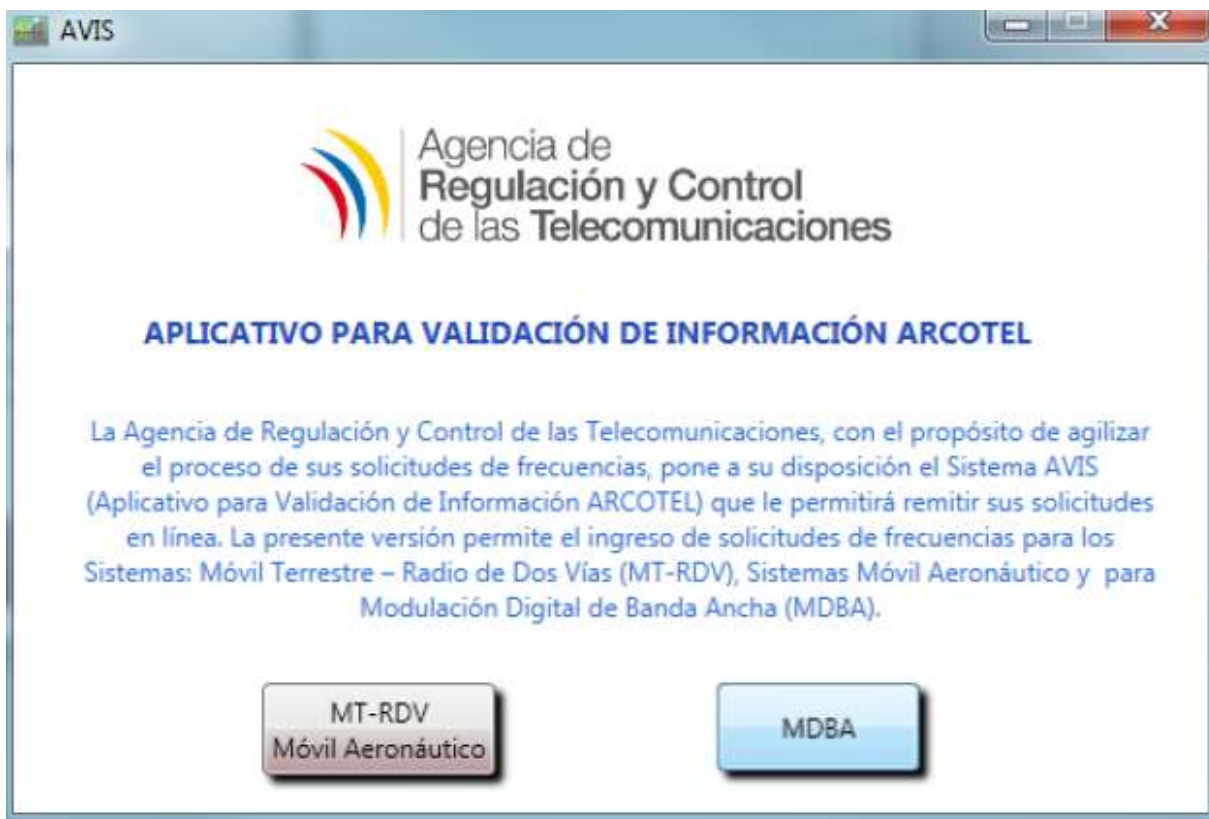 AVIS
Agencia de
Regulación y Control
de las Telecomunicaciones
APLICATIVO PARA VALIDACIÓN DE INFORMACIÓN ARCOTEL
La Agencia de Regulación y Control de las Telecomunicaciones, con el propósito de agilizar
el proceso de sus solicitudes de frecuencias, pone a su disposición el Sistema AVIS
(Aplicativo para Validación de Información ARCOTEL) que le permitirá remitir sus solicitudes
en línea. La presente versión permite el ingreso de solicitudes de frecuencias para los
Sistemas: Móvil Terrestre – Radio de Dos Vías (MT-RDV), Sistemas Móvil Aeronáutico y para
Modulación Digital de Banda Ancha (MDBA).
MT-RDV
Móvil Aeronáutico
MDBA